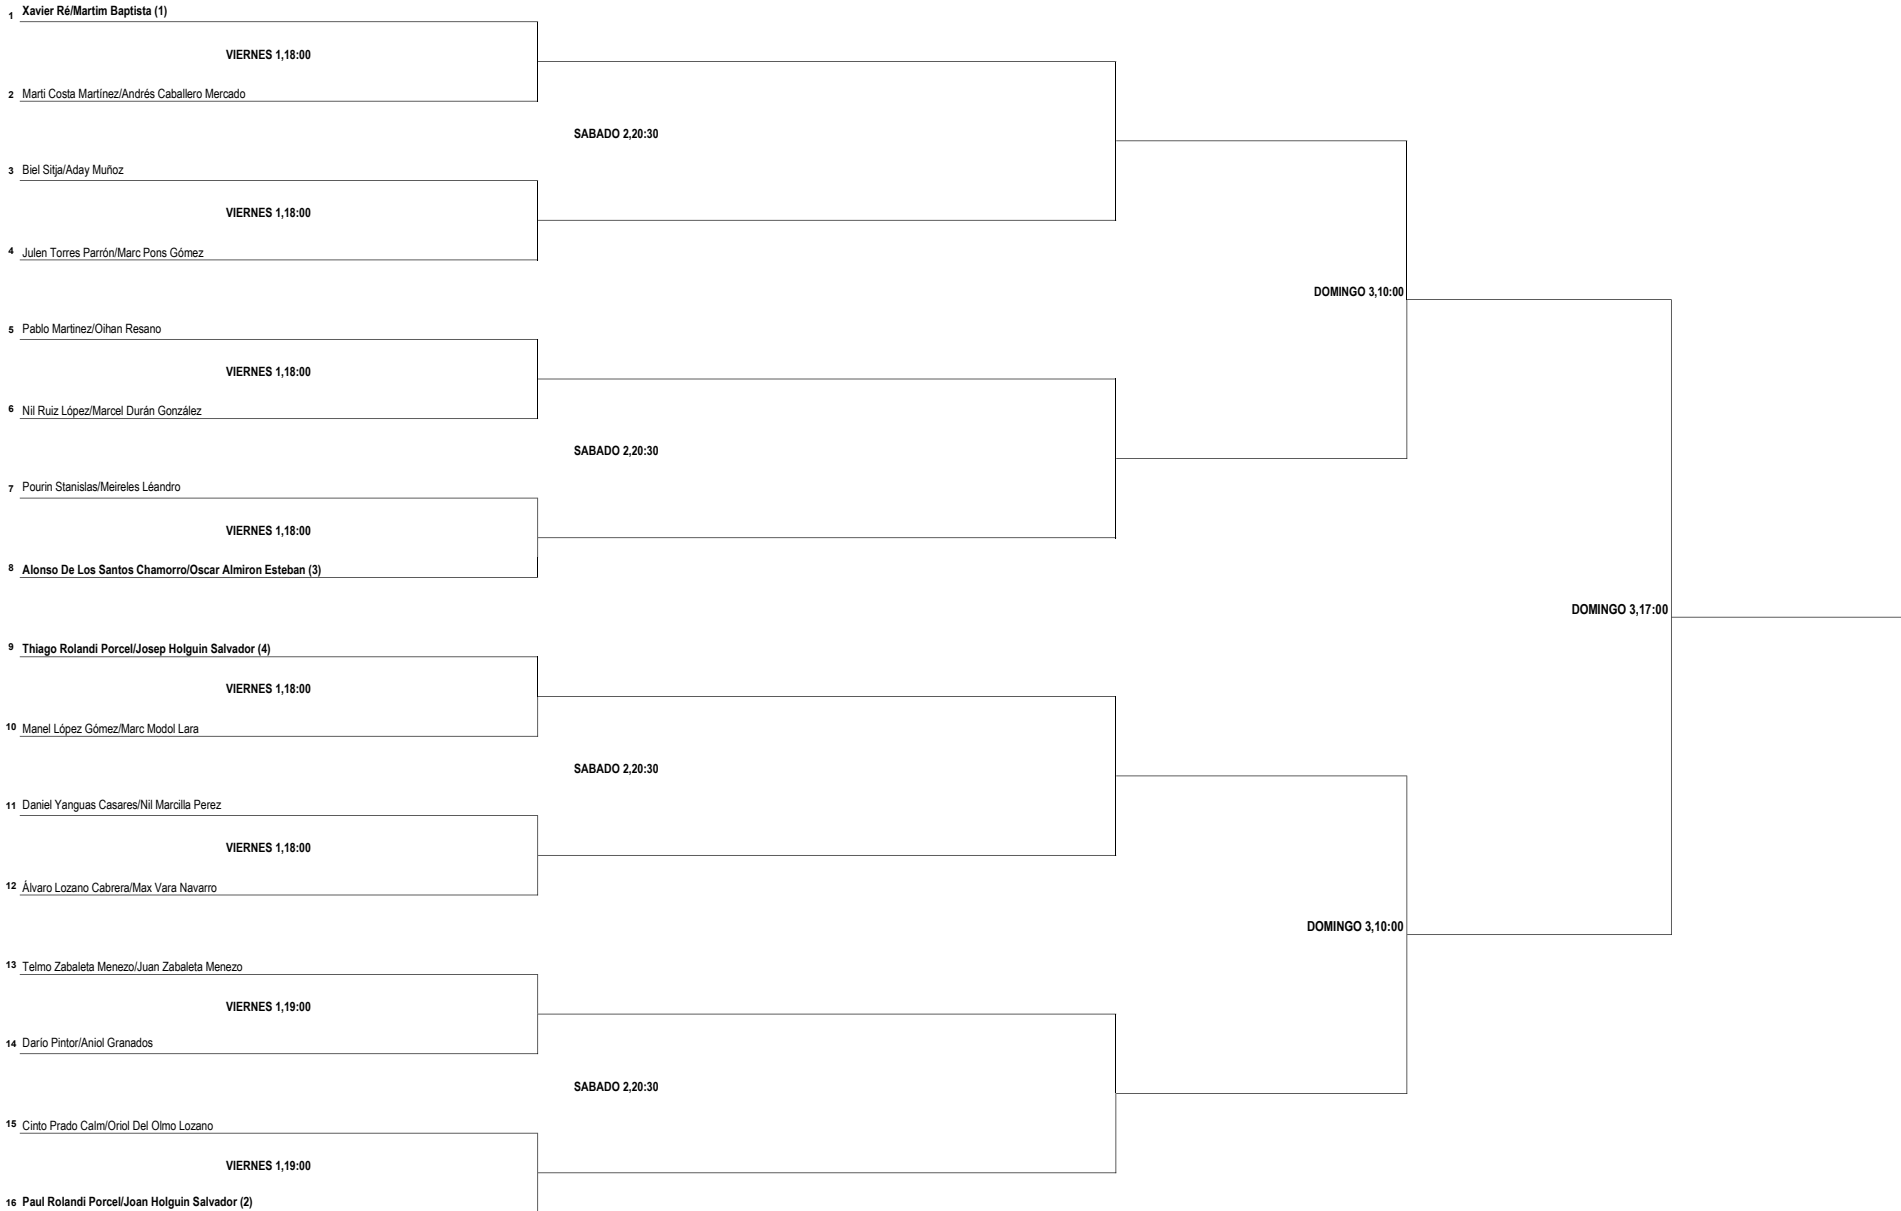 1 Xavier Ré/Martim Baptista (1)
VIERNES 1,18:00
2 Marti Costa Martínez/Andrés Caballero Mercado
SABADO 2,20:30
3 Biel Sitja/Aday Muñoz
VIERNES 1,18:00
4 Julen Torres Parrón/Marc Pons Gómez
DOMINGO 3,10:00
5 Pablo Martinez/Oihan Resano
VIERNES 1,18:00
6 Nil Ruiz López/Marcel Durán González
SABADO 2,20:30
7 Pourin Stanislas/Meireles Léandro
VIERNES 1,18:00
8 Alonso De Los Santos Chamorro/Oscar Almiron Esteban (3)
DOMINGO 3,17:00
9 Thiago Rolandi Porcel/Josep Holguin Salvador (4)
VIERNES 1,18:00
10 Manel López Gómez/Marc Modol Lara
SABADO 2,20:30
11 Daniel Yanguas Casares/Nil Marcilla Perez
VIERNES 1,18:00
12 Álvaro Lozano Cabrera/Max Vara Navarro
DOMINGO 3,10:00
13 Telmo Zabaleta Menezo/Juan Zabaleta Menezo
VIERNES 1,19:00
14 Darío Pintor/Aniol Granados
SABADO 2,20:30
15 Cinto Prado Calm/Oriol Del Olmo Lozano
VIERNES 1,19:00
16 Paul Rolandi Porcel/Joan Holguin Salvador (2)